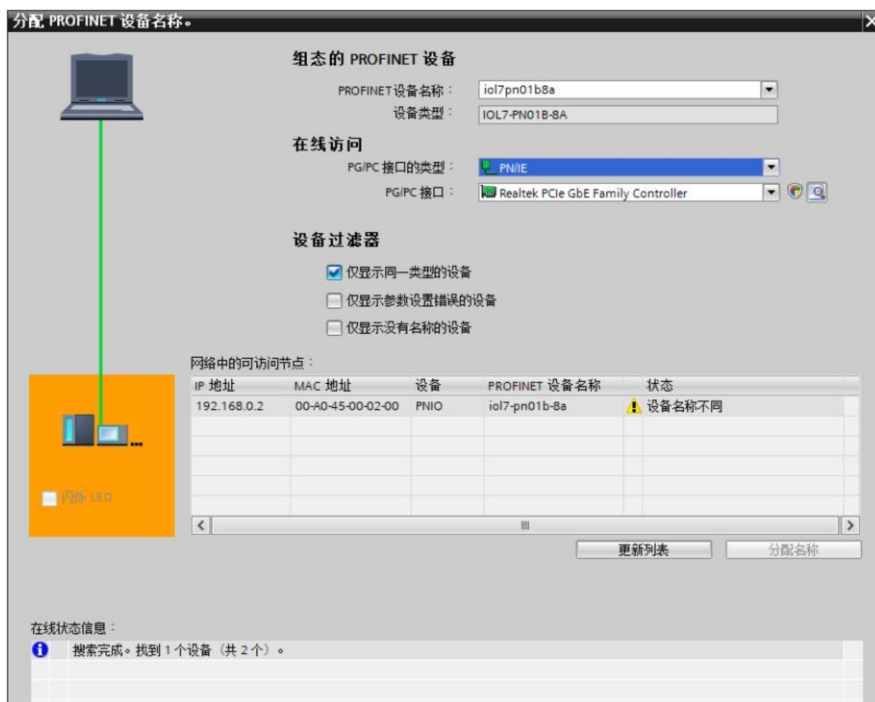 分配 PROFINET 设备名称。
组态的 PROFINET 设备
PROFINET设备名称： iol7pn01b8a
设备类型： IOL7-PN01B-8A
在线访问
PG/PC 接口的类型： PN/IE
PG/PC 接口： Realtek PCIe GbE Family Controller
设备过滤器
仅显示同一类型的设备
仅显示参数设置错误的设备
仅显示没有名称的设备
网络中的可访问节点：
IP 地址 MAC 地址 设备 PROFINET 设备名称 状态
192.168.0.2 00-A0-45-00-02-00 PNIO iol7-pn01b-8a 设备名称不同
闪烁 LED
更新列表 分配名称
在线状态信息：
搜索完成。找到 1 个设备（共 2 个）。